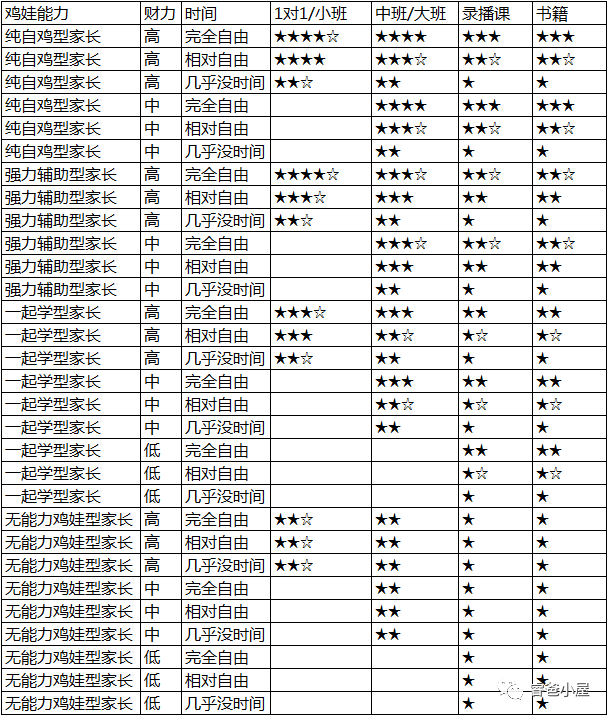 鸡娃能力 财力 时间 1对1/小班 中班/大班 录播课 书籍
纯自鸡型家长 高 完全自由 ★★★★☆ ★★★★ ★★★ ★★★
纯自鸡型家长 高 相对自由 ★★★★ ★★★☆ ★★☆ ★★☆
纯自鸡型家长 高 几乎没时间 ★★☆ ★★ ★ ★
纯自鸡型家长 中 完全自由 ★★★★ ★★★ ★★★
纯自鸡型家长 中 相对自由 ★★★☆ ★★☆ ★★☆
纯自鸡型家长 中 几乎没时间 ★★ ★ ★
强力辅助型家长 高 完全自由 ★★★★☆ ★★★☆ ★★☆ ★★☆
强力辅助型家长 高 相对自由 ★★★☆ ★★★ ★★ ★★
强力辅助型家长 高 几乎没时间 ★★☆ ★★ ★ ★
强力辅助型家长 中 完全自由 ★★★☆ ★★☆ ★★☆
强力辅助型家长 中 相对自由 ★★★ ★★ ★★
强力辅助型家长 中 几乎没时间 ★★ ★ ★
一起学型家长 高 完全自由 ★★★☆ ★★★ ★★ ★★
一起学型家长 高 相对自由 ★★★ ★★☆ ★☆ ★☆
一起学型家长 高 几乎没时间 ★★☆ ★★ ★ ★
一起学型家长 中 完全自由 ★★★ ★★ ★★
一起学型家长 中 相对自由 ★★☆ ★☆ ★☆
一起学型家长 中 几乎没时间 ★★ ★ ★
一起学型家长 低 完全自由 ★★ ★★
一起学型家长 低 相对自由 ★☆ ★☆
一起学型家长 低 几乎没时间 ★ ★
无能力鸡娃型家长 高 完全自由 ★★☆ ★★ ★ ★
无能力鸡娃型家长 高 相对自由 ★★☆ ★★ ★ ★
无能力鸡娃型家长 高 几乎没时间 ★★☆ ★★ ★ ★
无能力鸡娃型家长 中 完全自由 ★★ ★ ★
无能力鸡娃型家长 中 相对自由 ★★ ★ ★
无能力鸡娃型家长 中 几乎没时间 ★★ ★ ★
无能力鸡娃型家长 低 完全自由 ★ ★
无能力鸡娃型家长 低 相对自由 ★ ★
无能力鸡娃型家长 低 几乎没时间 ★ ★
爸小屋